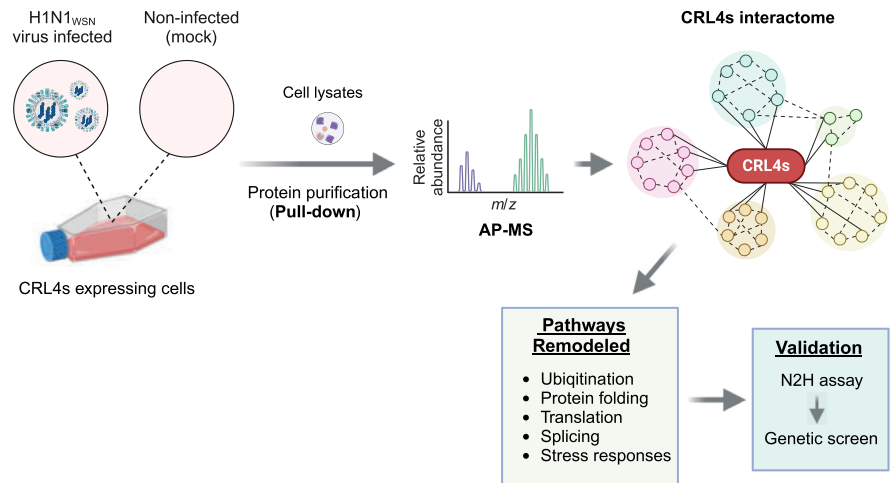 H1N1WSN
virus infected
Non-infected
(mock)
CRL4s expressing cells
Cell lysates
Protein purification
(Pull-down)
Relative
abundance
m/z
AP-MS
CRL4s interactome
CRL4s
Pathways
Remodeled
• Ubiqitination
• Protein folding
• Translation
• Splicing
• Stress responses
Validation
N2H assay
Genetic screen